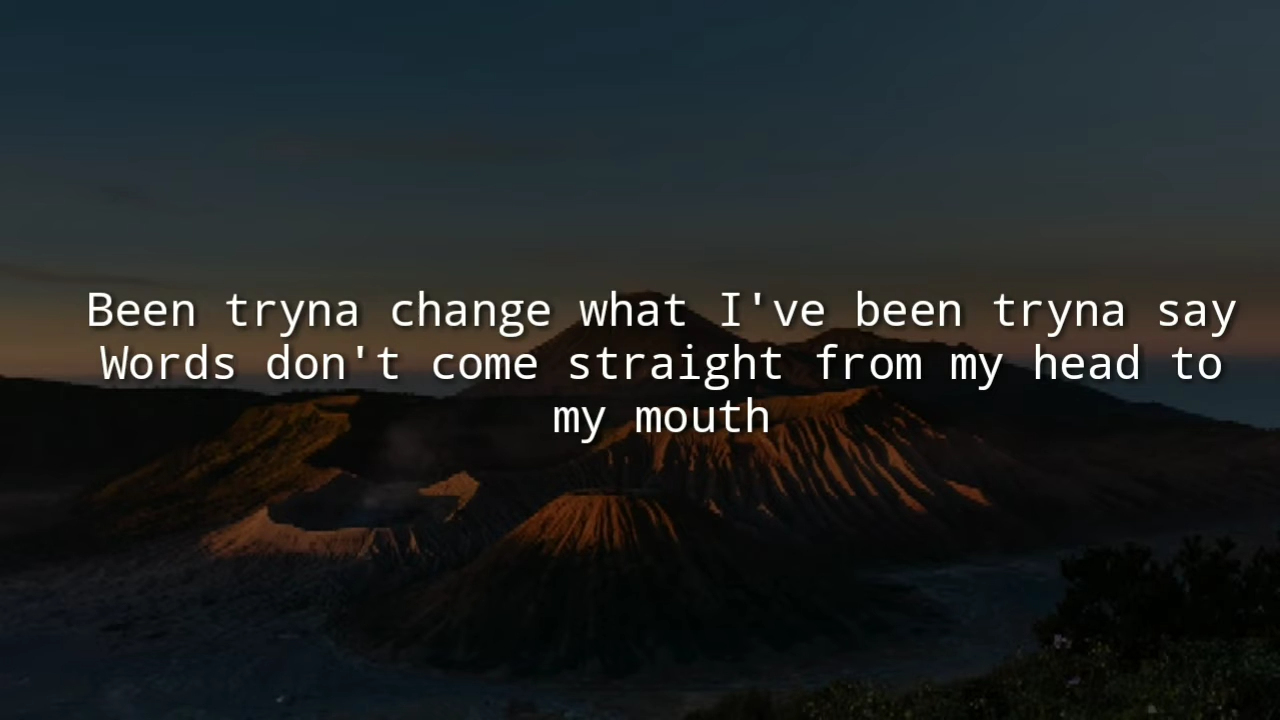 Been tryna change what I've been tryna say
Words don't come straight from my head to
my mouth